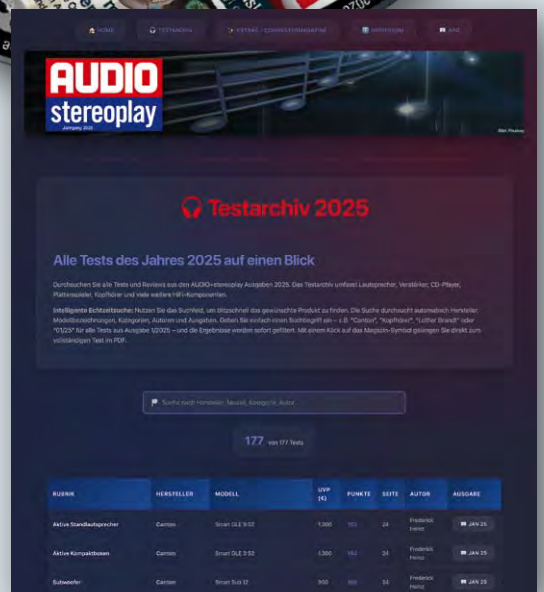 HOME
TESTARCHIV
EXTRAS / CONNECTEDMAGAZINE
IMPRESSUM
AUDIO
stereoplay
Jahrgang 2025
Testarchiv 2025
Alle Tests des Jahres 2025 auf einen Blick
Durchsuchen Sie alle Tests und Reviews aus den AUDIO+stereoplay Ausgaben 2025. Das Testarchiv umfasst Lautsprecher, Verstärker, CD-Player,
Plattenspieler, Kopfhörer und viele weitere HiFi-Komponenten.
Intelligente Echtzeitsuche: Nutzen Sie das Suchfeld, um blitzschnell das gewünschte Produkt zu finden. Die Suche durchsucht automatisch Hersteller,
Modellbezeichnungen, Kategorien, Autoren und Ausgaben. Geben Sie einfach einen Suchbegriff ein – z.B. "Canton", "Kopfhörer", "Lothar Brandt" oder
"01/25" für alle Tests aus Ausgabe 1/2025 – und die Ergebnisse werden sofort gefiltert. Mit einem Klick auf das Magazin-Symbol gelangen Sie direkt zum
vollständigen Test im PDF.
Suche nach Hersteller, Modell, Kategorie, Autor
177 von 177 Tests
RUBRIK HERSTELLER MODELL UVP (€) PUNKTE SEITE AUTOR AUSGABE
Aktive Standlautsprecher Canton Smart GLE 9 S2 24 Frederick Heinz JAN 25
Aktive Kompaktboxen Canton Smart GLE 3 S2 24 Frederick Heinz JAN 25
Subwoofer Canton Smart Sub 12 24 Frederick Heinz JAN 25